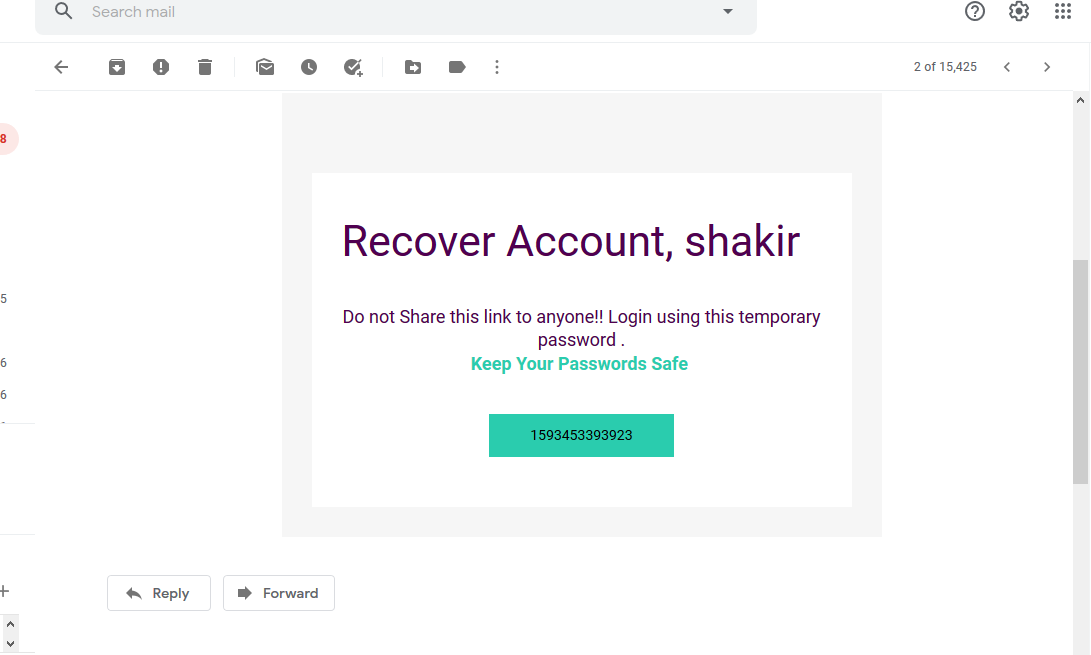 Search mail
2 of 15,425
8
Recover Account, shakir
5
Do not Share this link to anyone!! Login using this temporary
password .
Keep Your Passwords Safe
6
6
1593453393923
Reply
Forward